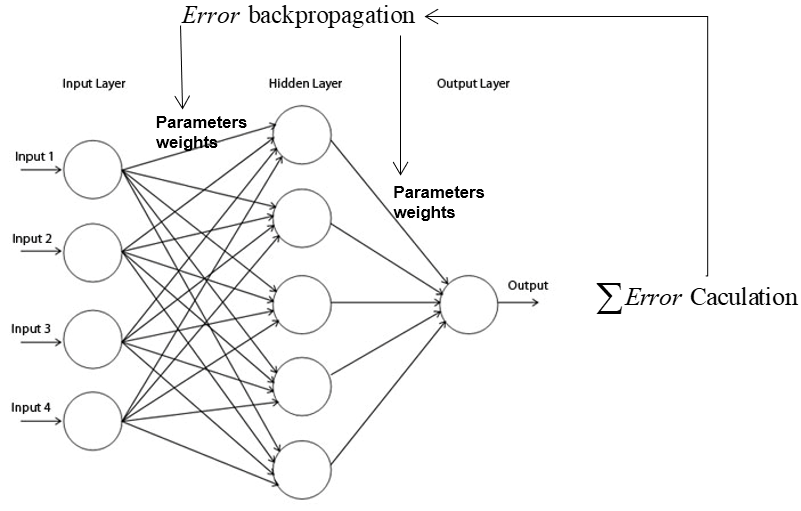 Error backpropagation
Input Layer
Hidden Layer
Output Layer
Parameters
weights
Input 1
Parameters
weights
Input 2
Output
∑Error Caculation
Input 3
Input 4